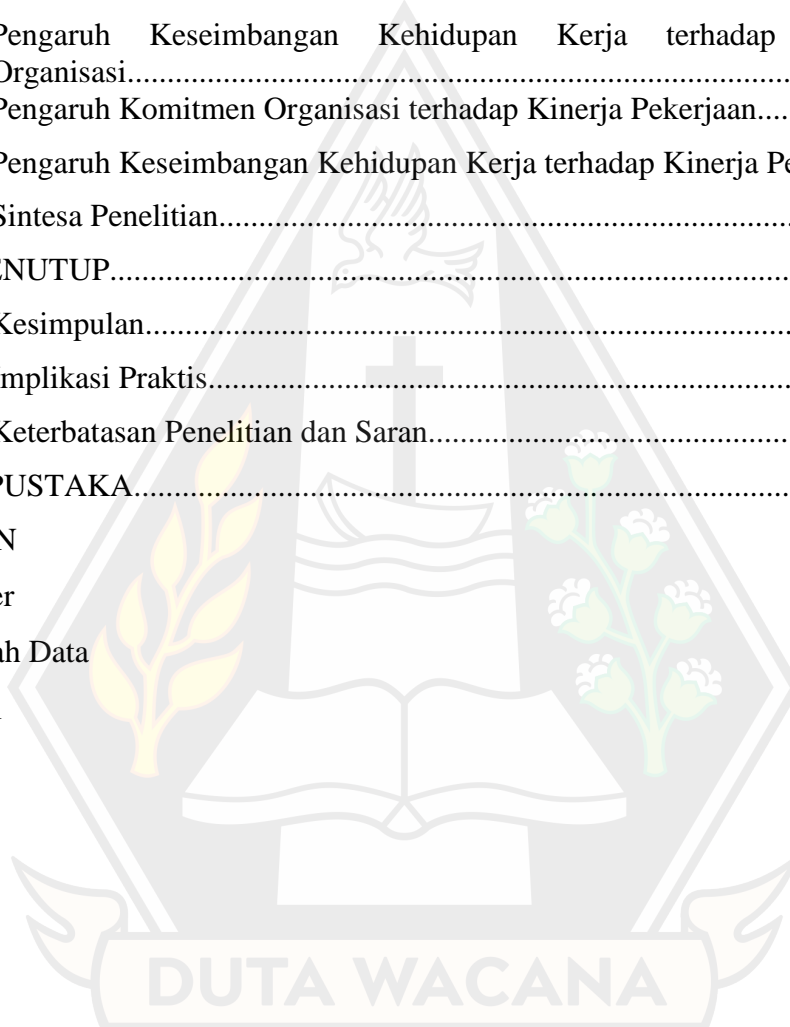 Pengaruh Keseimbangan Kehidupan Kerja terhadap
Organisasi....................................................................................
Pengaruh Komitmen Organisasi terhadap Kinerja Pekerjaan....
Pengaruh Keseimbangan Kehidupan Kerja terhadap Kinerja Pe
Sintesa Penelitian.........................................................................
ENUTUP......................................................................................
Kesimpulan..................................................................................
Implikasi Praktis..........................................................................
Keterbatasan Penelitian dan Saran...............................................
PUSTAKA...................................................................................
N
er
ah Data
DUTA WACANA